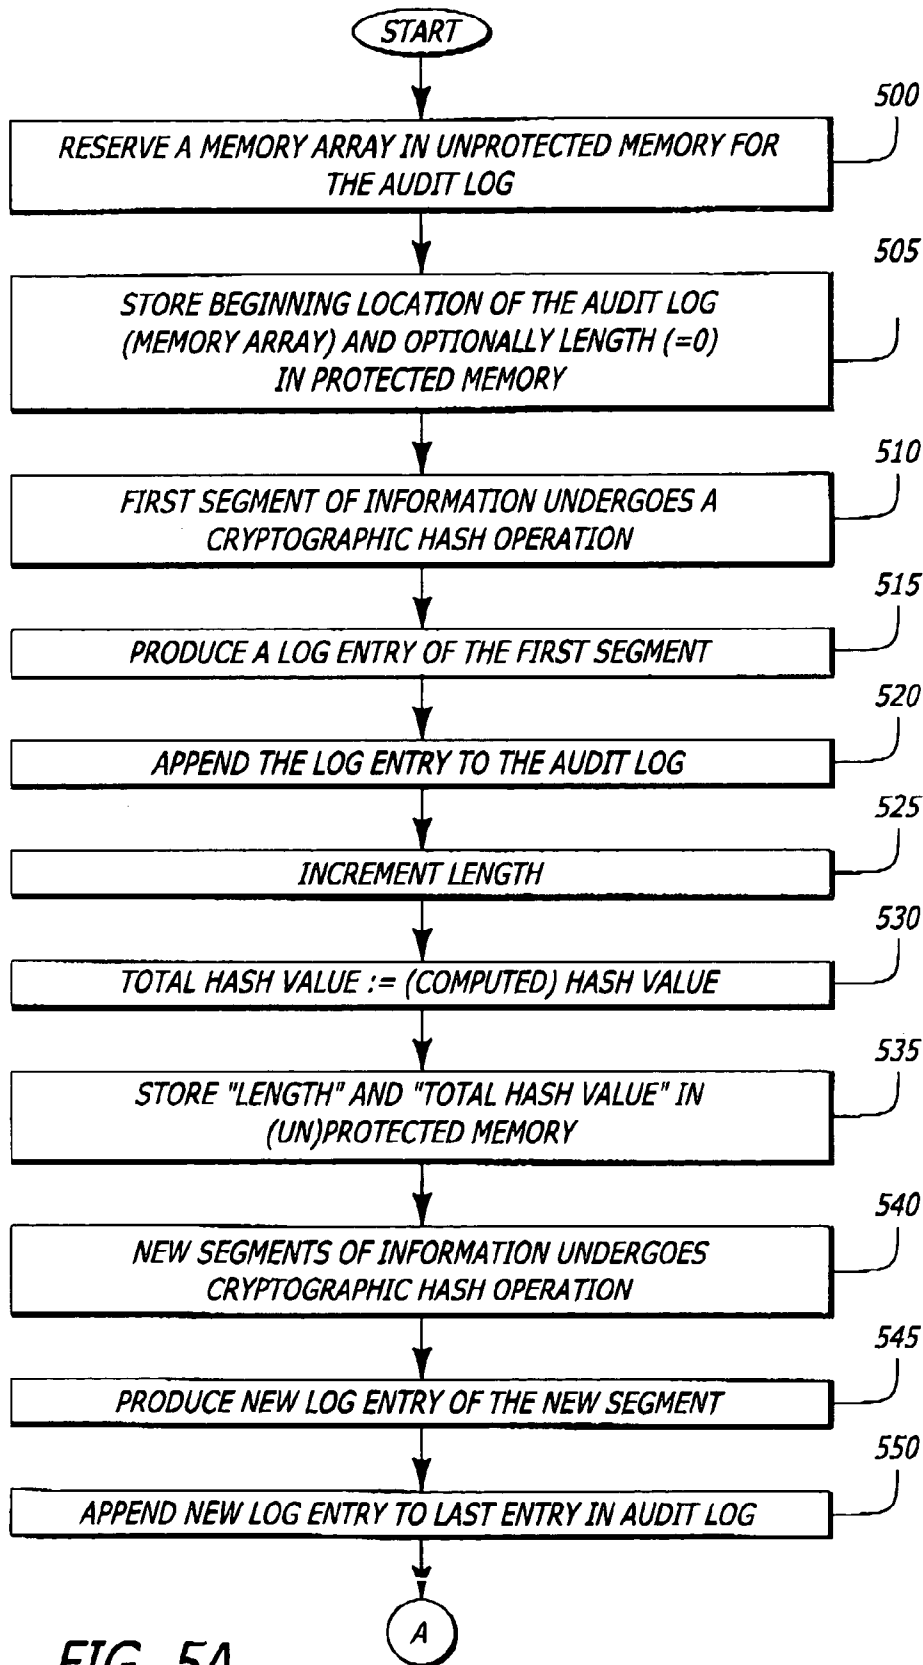 START
500
RESERVE A MEMORY ARRAY IN UNPROTECTED MEMORY FOR
THE AUDIT LOG
505
STORE BEGINNING LOCATION OF THE AUDIT LOG
(MEMORY ARRAY) AND OPTIONALLY LENGTH (=0)
IN PROTECTED MEMORY
510
FIRST SEGMENT OF INFORMATION UNDERGOES A
CRYPTOGRAPHIC HASH OPERATION
515
PRODUCE A LOG ENTRY OF THE FIRST SEGMENT
520
APPEND THE LOG ENTRY TO THE AUDIT LOG
525
INCREMENT LENGTH
530
TOTAL HASH VALUE := (COMPUTED) HASH VALUE
535
STORE "LENGTH" AND "TOTAL HASH VALUE" IN
(UN)PROTECTED MEMORY
540
NEW SEGMENTS OF INFORMATION UNDERGOES
CRYPTOGRAPHIC HASH OPERATION
545
PRODUCE NEW LOG ENTRY OF THE NEW SEGMENT
550
APPEND NEW LOG ENTRY TO LAST ENTRY IN AUDIT LOG
A
FIG. 5A